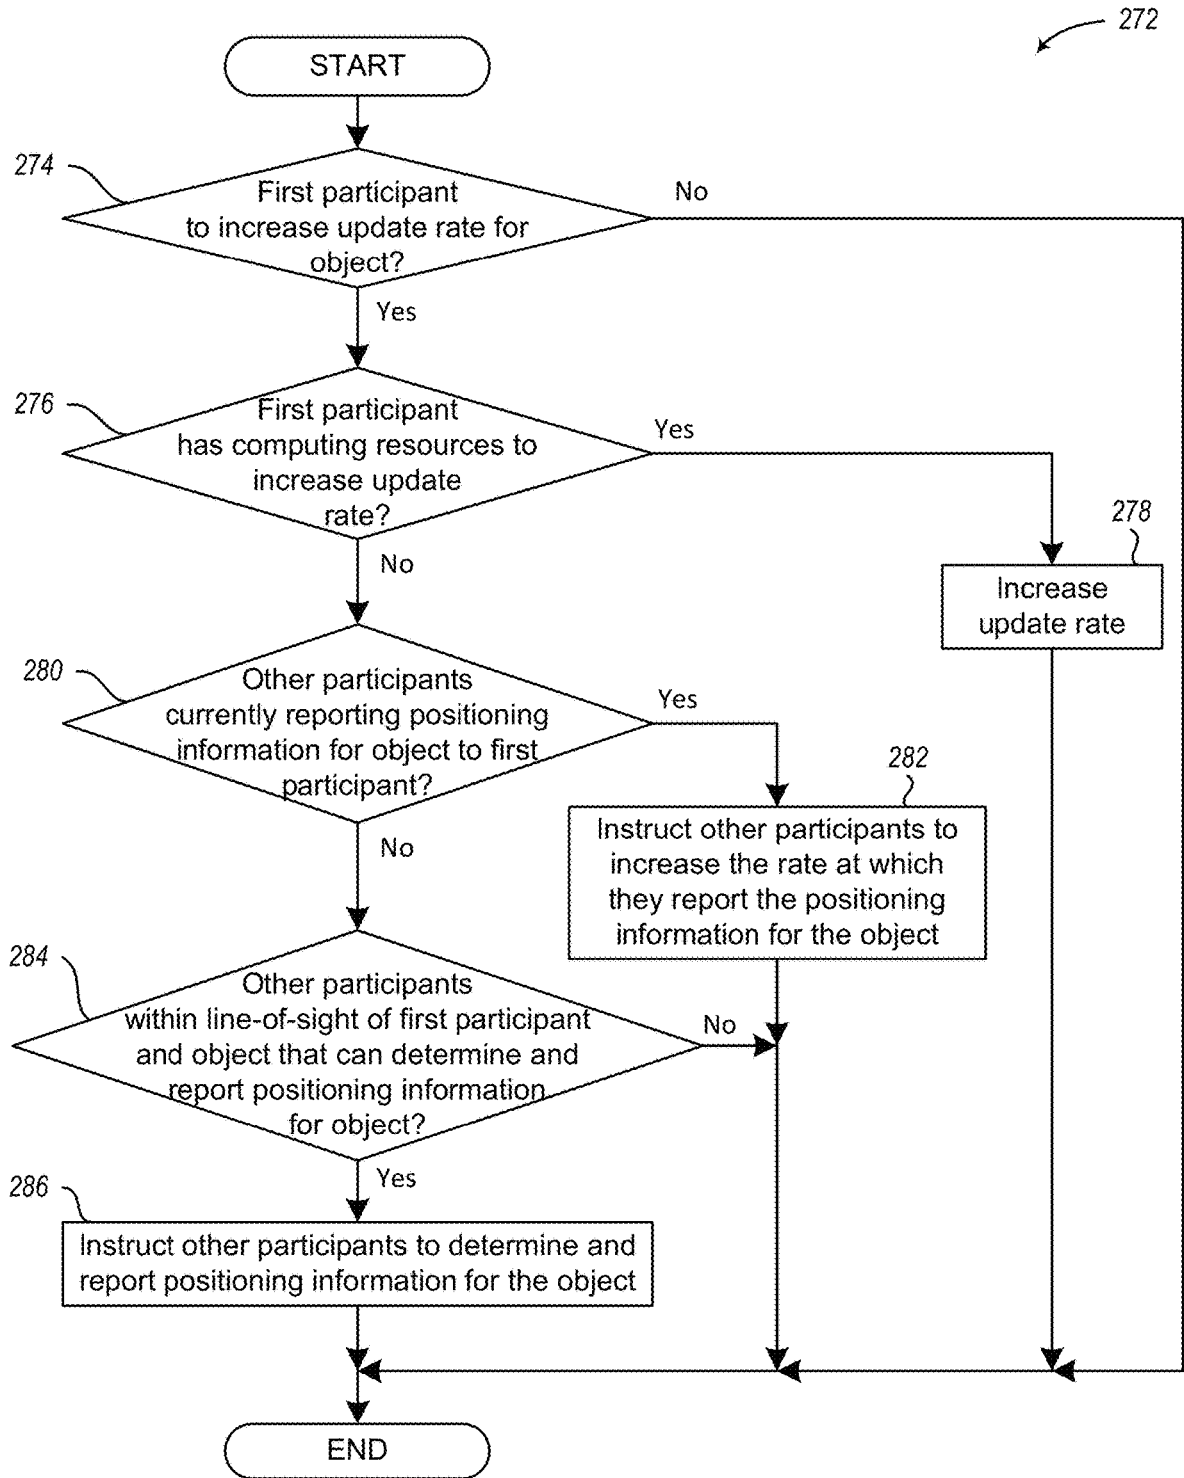 272
START
274
First participant
to increase update rate for
object?
No
Yes
276
First participant
has computing resources to
increase update
rate?
Yes
No
278
Increase
update rate
280
Other participants
currently reporting positioning
information for object to first
participant?
Yes
No
282
Instruct other participants to
increase the rate at which
they report the positioning
information for the object
284
Other participants
within line-of-sight of first participant
and object that can determine and
report positioning information
for object?
No
Yes
286
Instruct other participants to determine and
report positioning information for the object
END